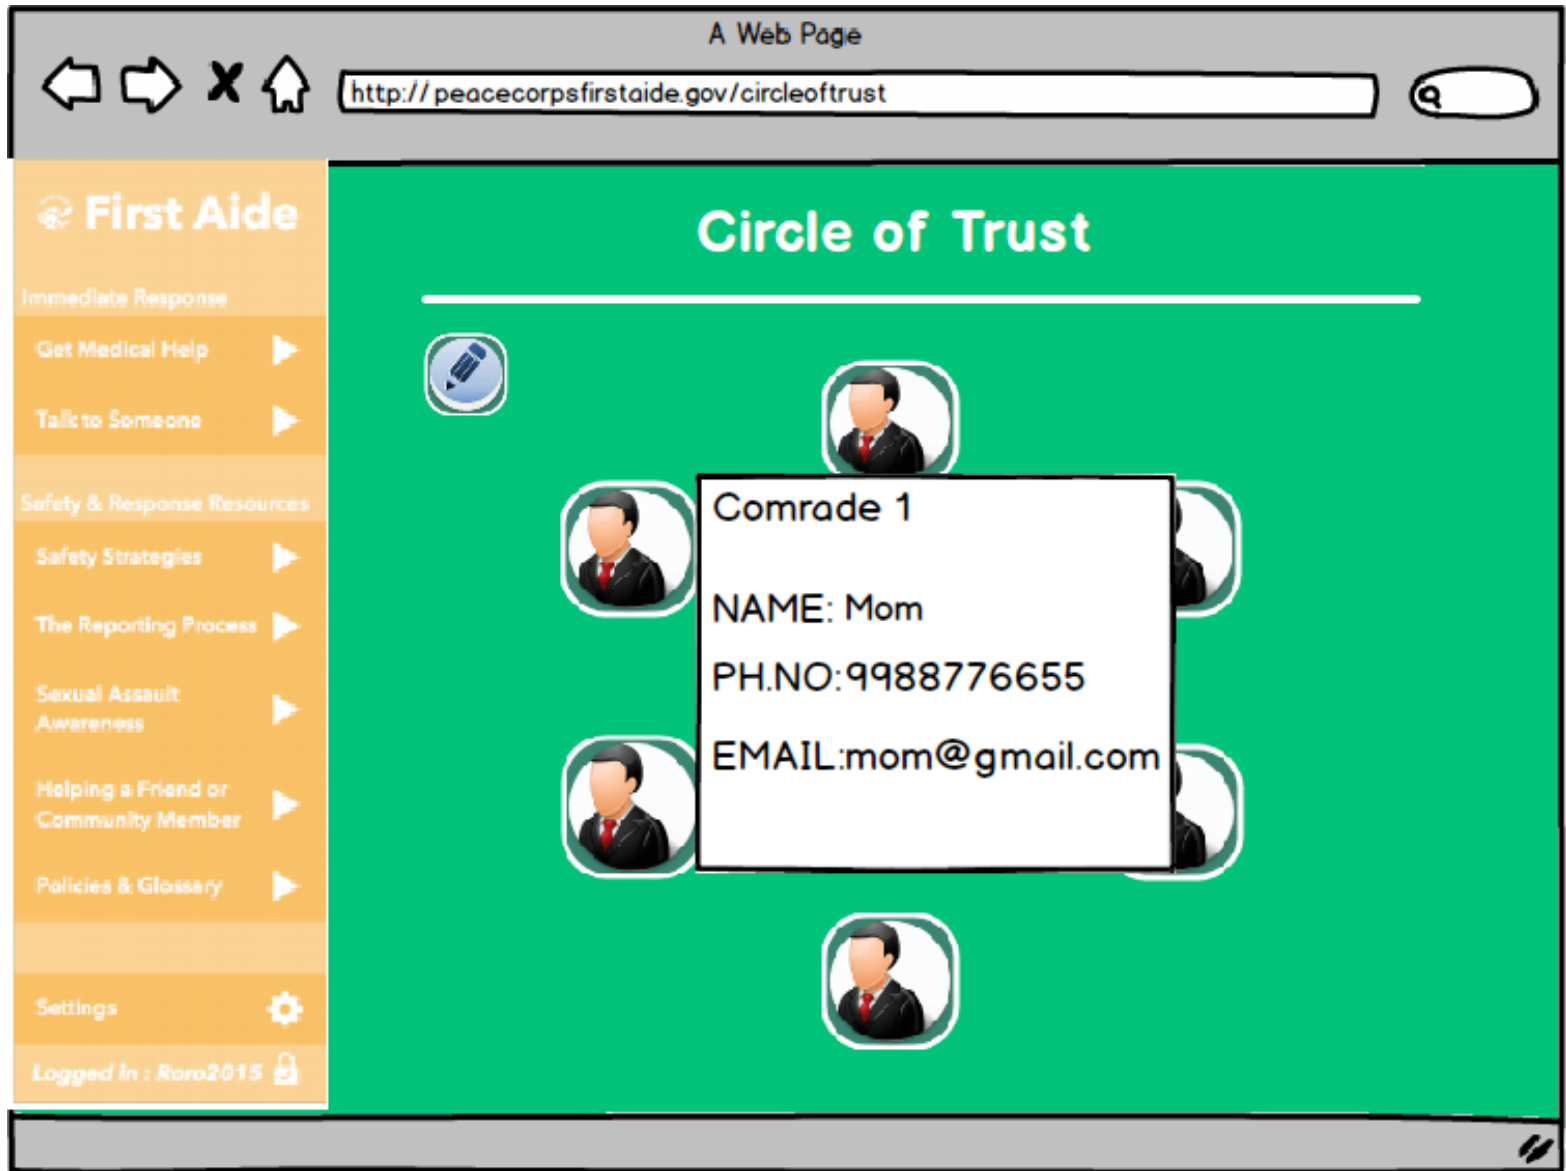 A Web Page
http://peacecorpsfirstaide.gov/circleoftrust
First Aide
Immediate Response
Get Medical Help
Talk to Someone
Safety & Response Resources
Safety Strategies
The Reporting Process
Sexual Assault
Awareness
Helping a Friend or
Community Member
Policies & Glossary
Settings
Logged in : Roro2015
Circle of Trust
Comrade 1
NAME: Mom
PH.NO:9988776655
EMAIL:mom@gmail.com